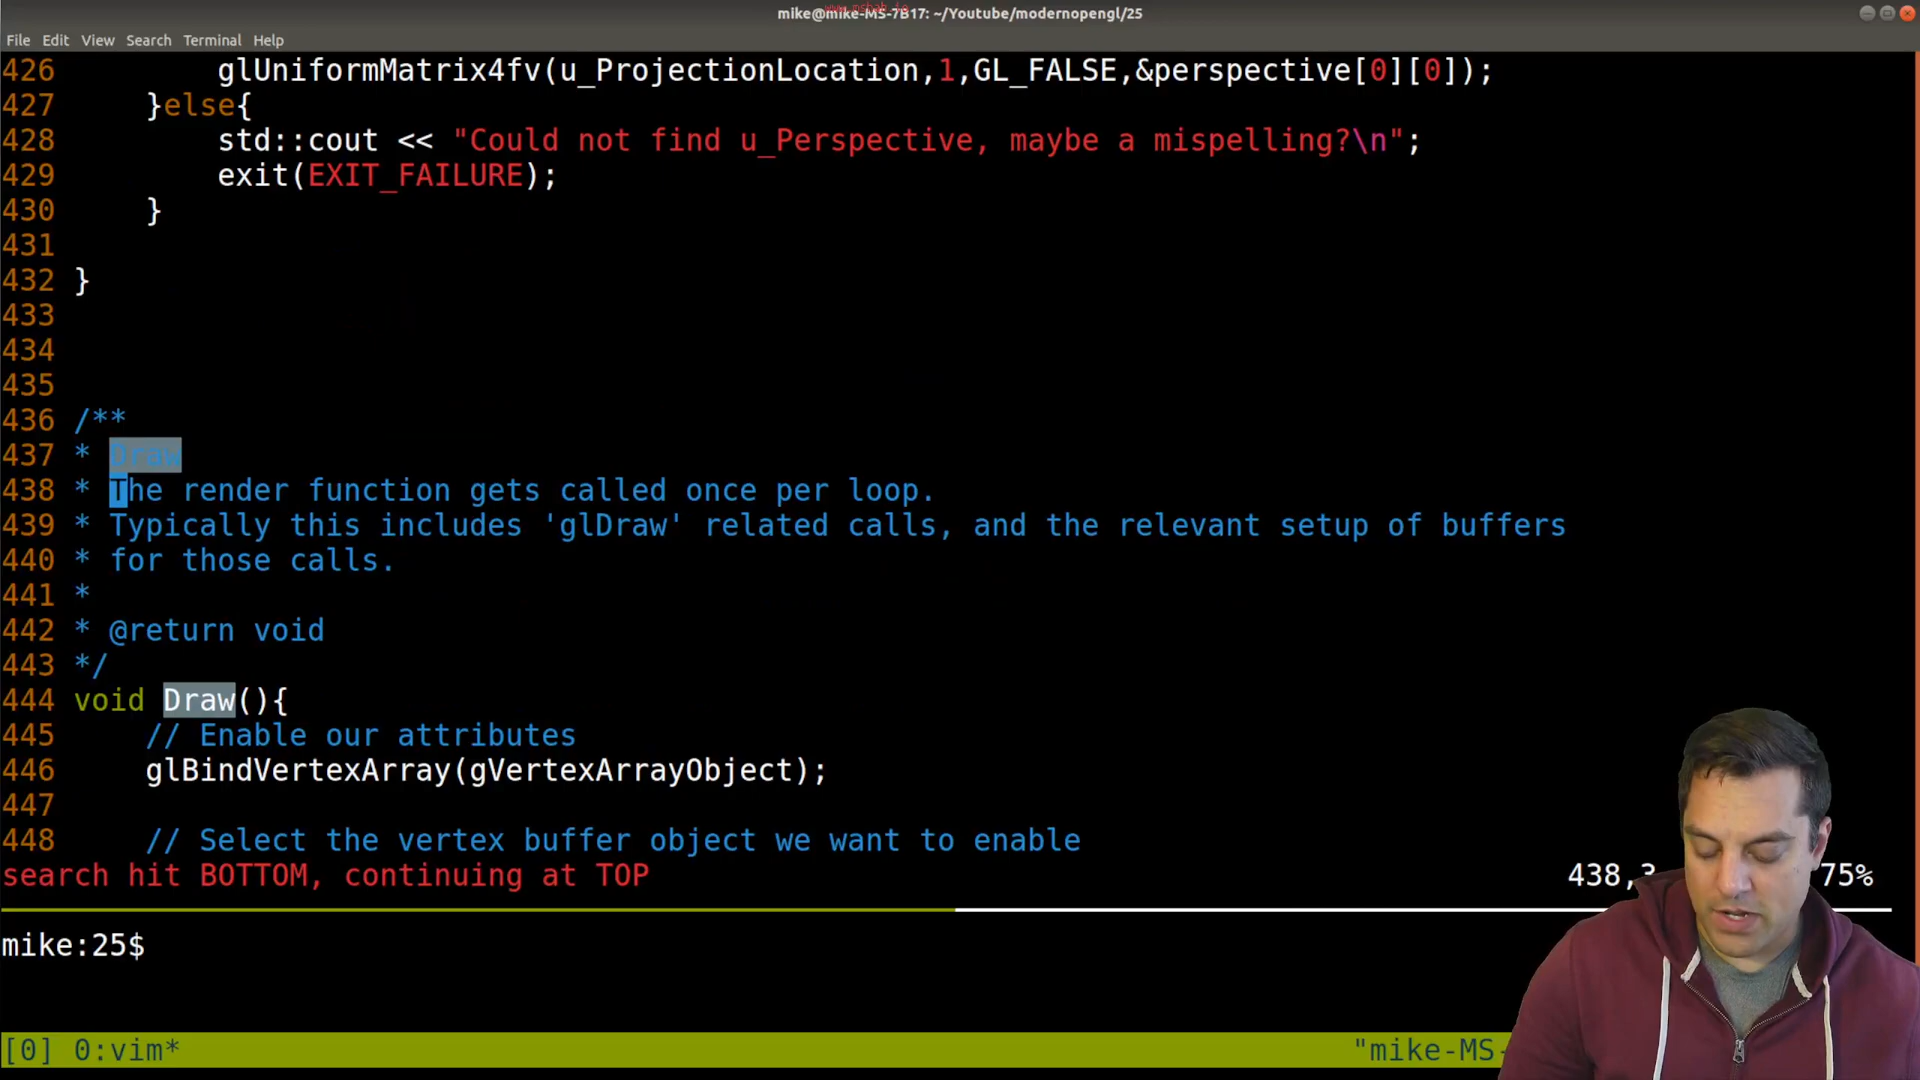 mike@mike-MS-7B17: ~/Youtube/modernopengl/25
File Edit View Search Terminal Help
426         glUniformMatrix4fv(u_ProjectionLocation,1,GL_FALSE,&perspective[0][0]);
427     }else{
428         std::cout << "Could not find u_Perspective, maybe a mispelling?\n";
429         exit(EXIT_FAILURE);
430     }
431
432 }
433
434
435
436 /**
437 * Draw
438 * The render function gets called once per loop.
439 * Typically this includes 'glDraw' related calls, and the relevant setup of buffers
440 * for those calls.
441 *
442 * @return void
443 */
444 void Draw(){
445     // Enable our attributes
446     glBindVertexArray(gVertexArrayObject);
447
448     // Select the vertex buffer object we want to enable
search hit BOTTOM, continuing at TOP 438,3 75%
mike:25$
[0] 0:vim* "mike-MS-